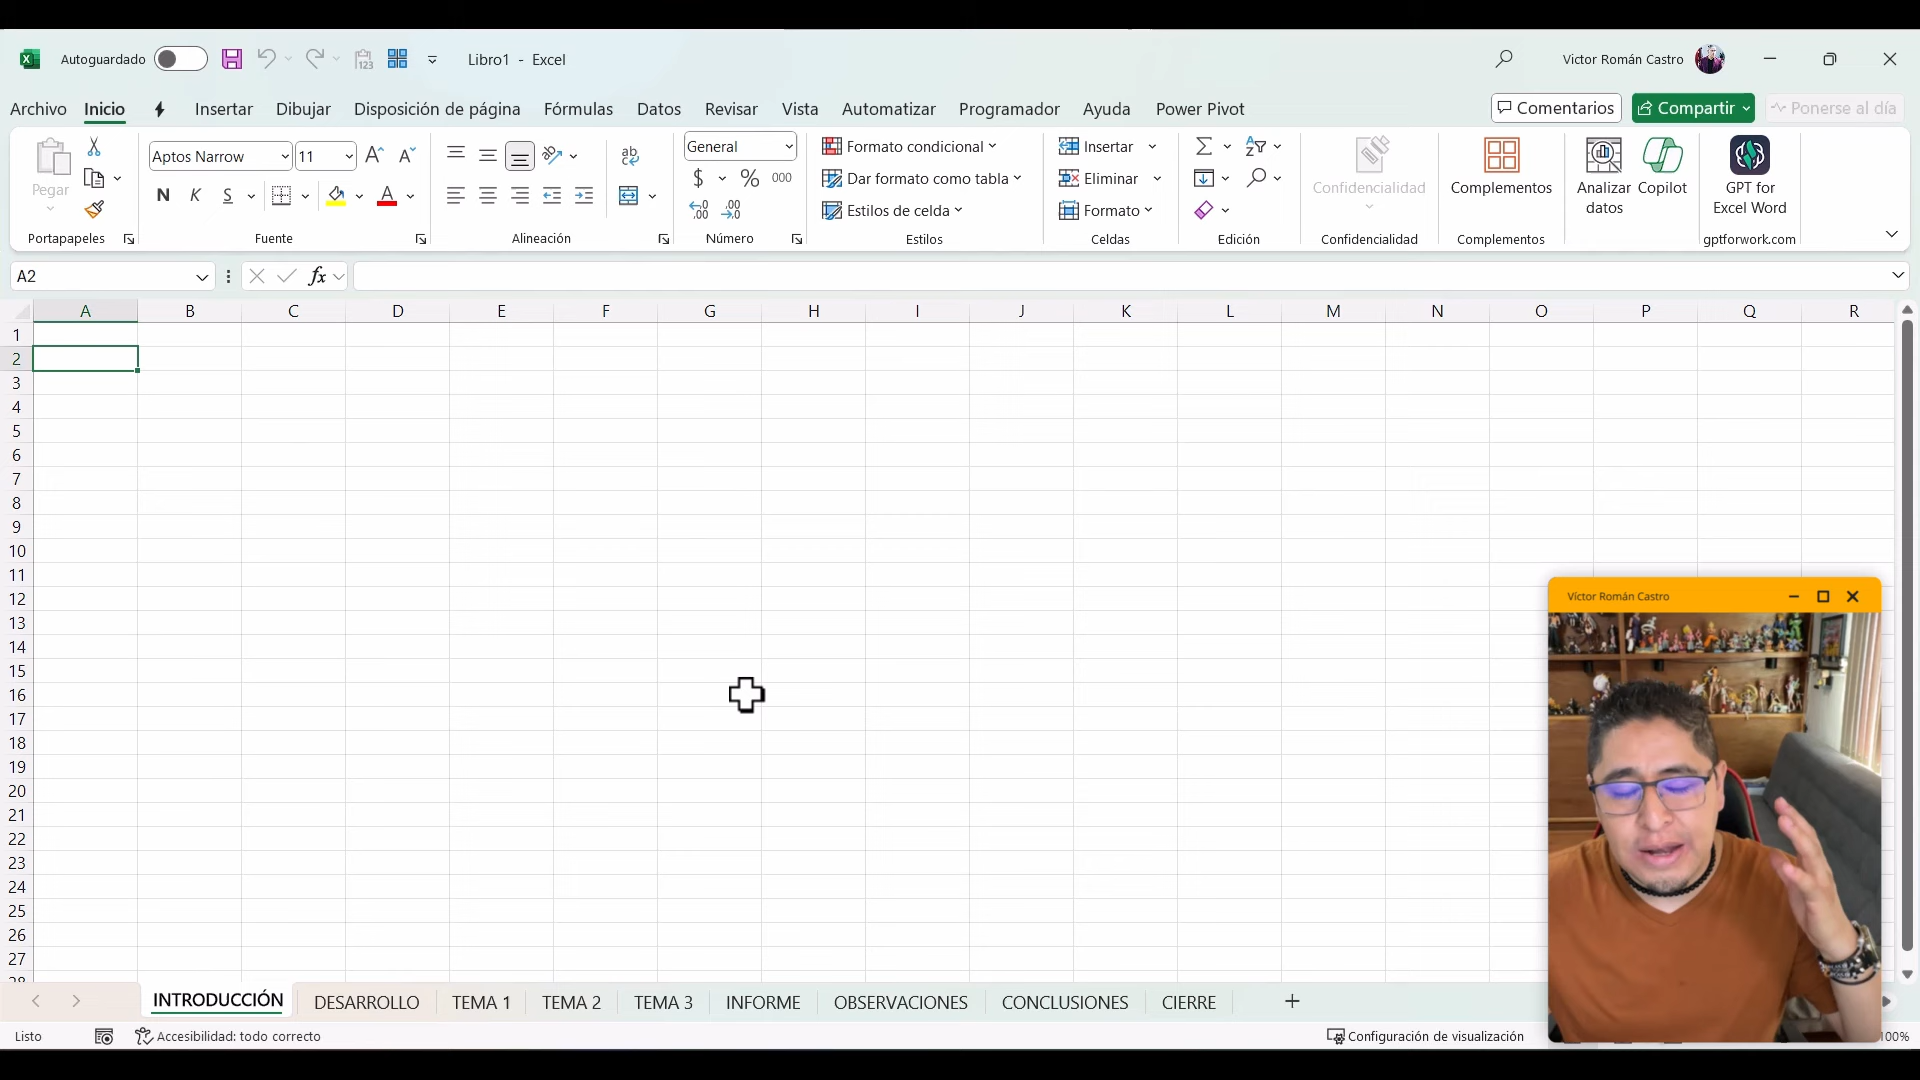 Autoguardado
Libro1 - Excel
Victor Román Castro
Archivo Inicio Insertar Dibujar Disposición de página Fórmulas Datos Revisar Vista Automatizar Programador Ayuda Power Pivot
Comentarios Compartir Ponerse al día
Pegar
Portapapeles
Aptos Narrow 11
N K S
Fuente
Alineación
General
$ % 000
Número
Formato condicional
Dar formato como tabla
Estilos de celda
Estilos
Insertar
Eliminar
Formato
Celdas
Edición
Confidencialidad
Confidencialidad
Complementos
Complementos
Analizar datos
Copilot
GPT for Excel Word
gptforwork.com
A2
fx
A B C D E F G H I J K L M N O P Q R
1
2
3
4
5
6
7
8
9
10
11
12
13
14
15
16
17
18
19
20
21
22
23
24
25
26
27
28
Víctor Román Castro
INTRODUCCIÓN DESARROLLO TEMA 1 TEMA 2 TEMA 3 INFORME OBSERVACIONES CONCLUSIONES CIERRE
Listo
Accesibilidad: todo correcto
Configuración de visualización
100%